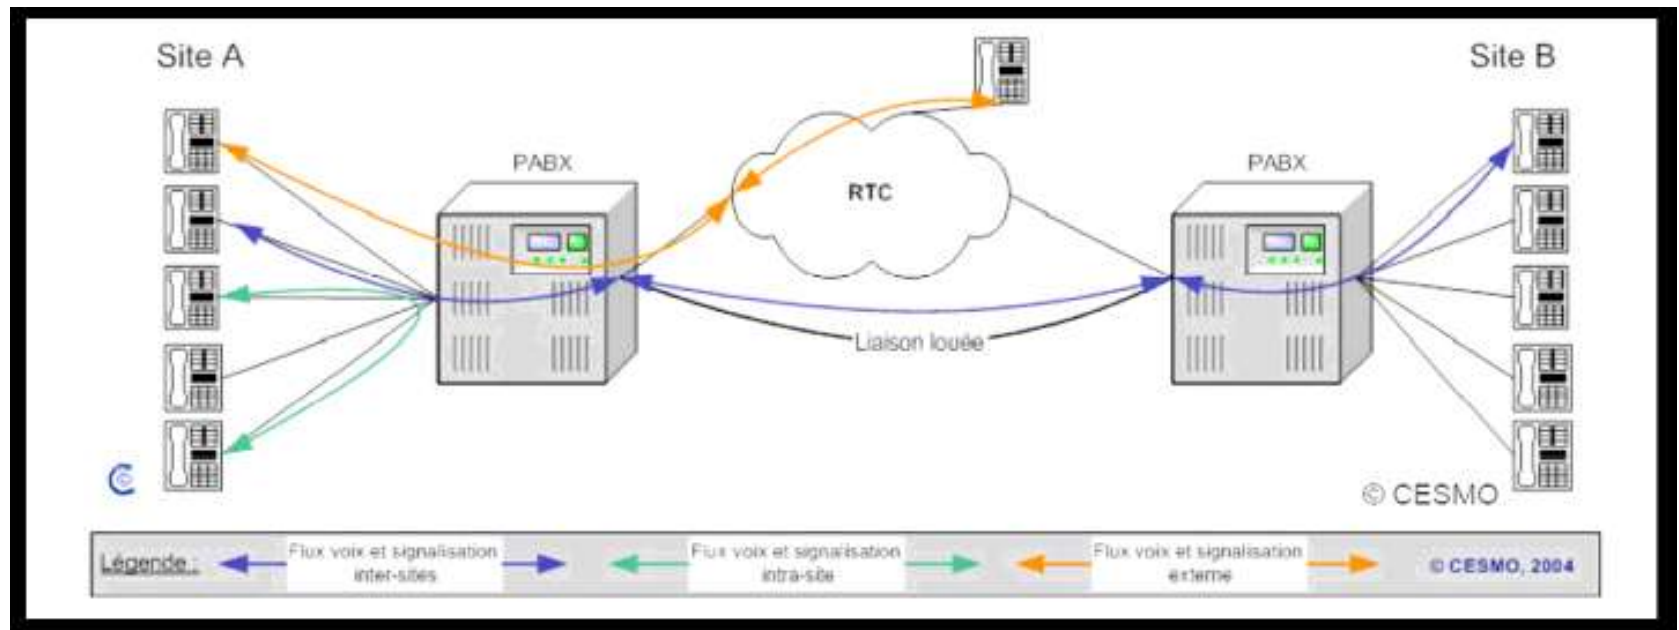 Site A
Site B
PABX
PABX
RTC
Liaison louée
© CESMO
Légende :
Flux voix et signalisation
inter-sites
Flux voix et signalisation
intra-site
Flux voix et signalisation
externe
© CESMO, 2004